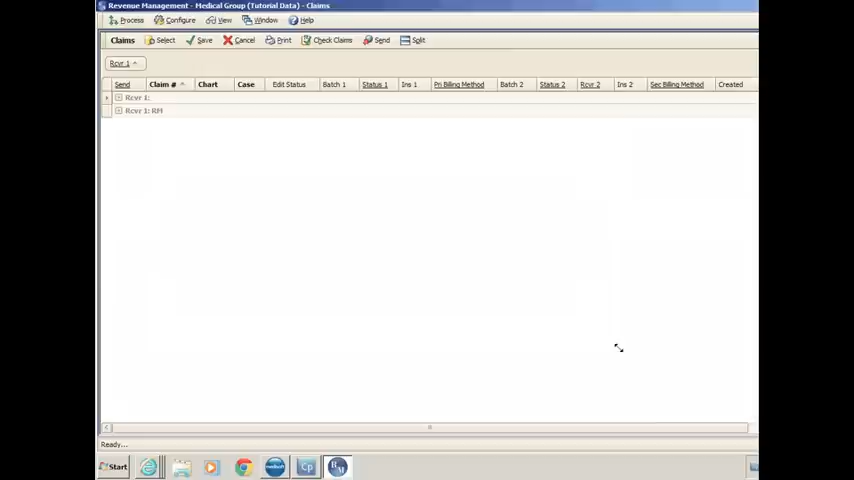 Revenue Management - Medical Group (Tutorial Data) - Claims
Process Configure View Window Help
Claims Select Save Cancel Print Check Claims Send Split
Rcvr 1
Send Claim # Chart Case Edit Status Batch 1 Status 1 Ins 1 Pri Billing Method Batch 2 Status 2 Rcvr 2 Ins 2 Sec Billing Method Created
Rcvr 1:
Rcvr 1: RM
Ready...
Start Cp RM